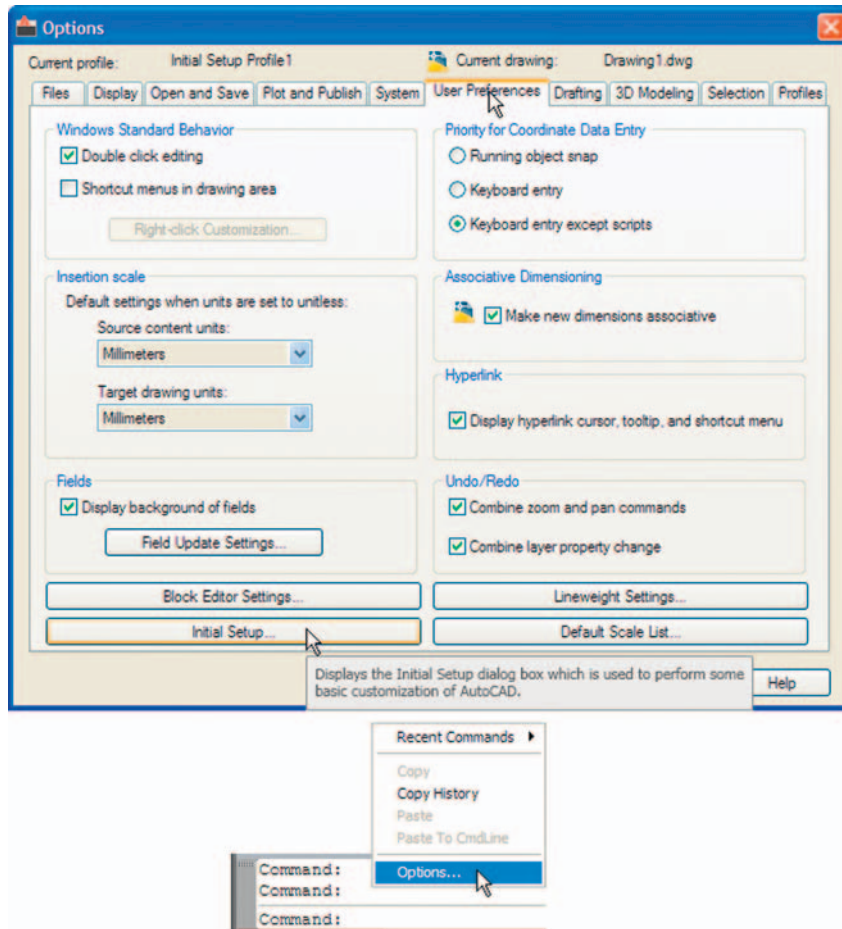 Options
Current profile: Initial Setup Profile1 Current drawing: Drawing1.dwg
Files Display Open and Save Plot and Publish System User Preferences Drafting 3D Modeling Selection Profiles
Windows Standard Behavior
Double click editing
Shortcut menus in drawing area
Right-click Customization...
Insertion scale
Default settings when units are set to unitless:
Source content units:
Millimeters
Target drawing units:
Millimeters
Fields
Display background of fields
Field Update Settings...
Block Editor Settings...
Initial Setup...
Priority for Coordinate Data Entry
Running object snap
Keyboard entry
Keyboard entry except scripts
Associative Dimensioning
Make new dimensions associative
Hyperlink
Display hyperlink cursor, tooltip, and shortcut menu
Undo/Redo
Combine zoom and pan commands
Combine layer property change
Lineweight Settings...
Default Scale List...
Displays the Initial Setup dialog box which is used to perform some
basic customization of AutoCAD.
Help
Recent Commands
Copy
Copy History
Paste
Paste To CmdLine
Options...
Command:
Command:
Command: